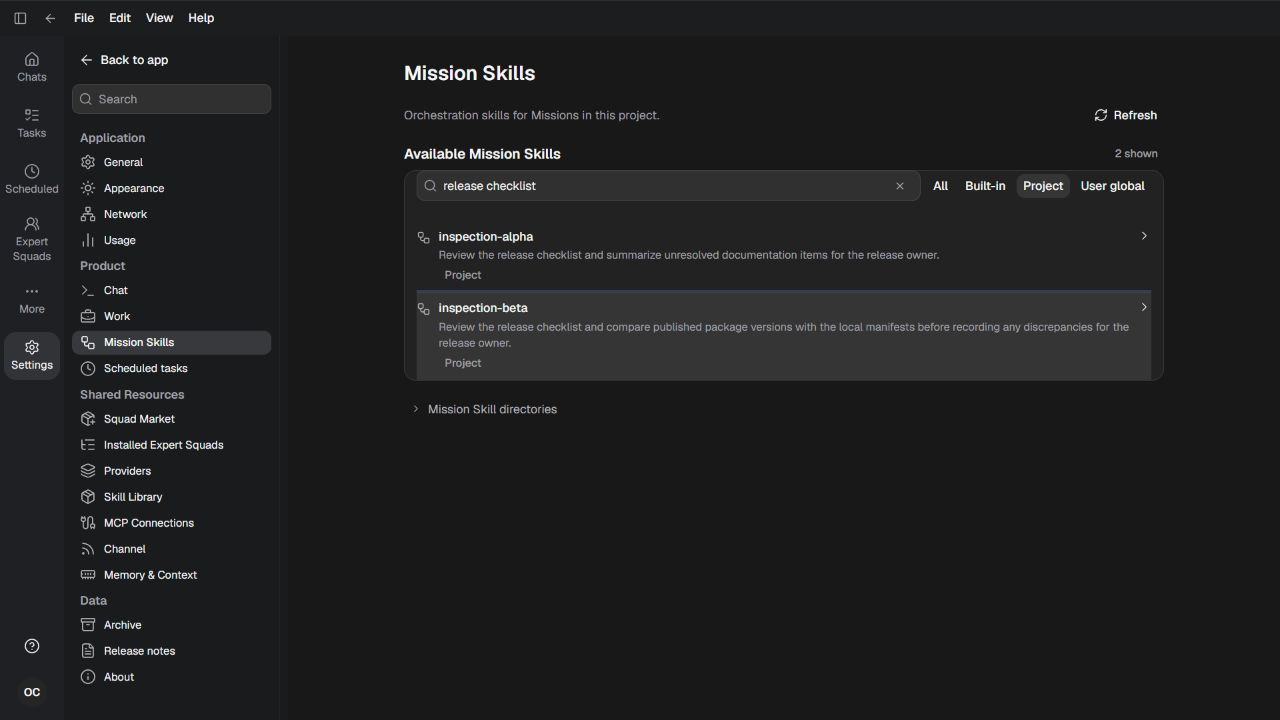 File Edit View Help
Chats
Tasks
Scheduled
Expert
Squads
More
Settings
OC
Back to app
Search
Application
General
Appearance
Network
Usage
Product
Chat
Work
Mission Skills
Scheduled tasks
Shared Resources
Squad Market
Installed Expert Squads
Providers
Skill Library
MCP Connections
Channel
Memory & Context
Data
Archive
Release notes
About
Mission Skills
Orchestration skills for Missions in this project.
Refresh
Available Mission Skills
2 shown
release checklist
All Built-in Project User global
inspection-alpha
Review the release checklist and summarize unresolved documentation items for the release owner.
Project
inspection-beta
Review the release checklist and compare published package versions with the local manifests before recording any discrepancies for the
release owner.
Project
Mission Skill directories